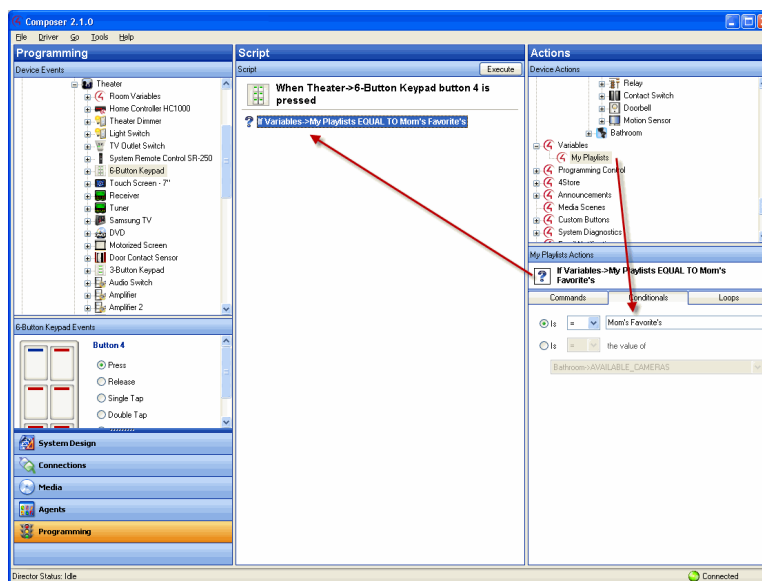 Composer 2.1.0
File Driver Go Tools Help
Programming
Device Events
Theater
Room Variables
Home Controller HC1000
Theater Dimmer
Light Switch
TV Outlet Switch
System Remote Control SR-250
6-Button Keypad
Touch Screen - 7"
Receiver
Tuner
Samsung TV
DVD
Motorized Screen
Door Contact Sensor
3-Button Keypad
Audio Switch
Amplifier
Amplifier 2
6-Button Keypad Events
Button 4
Press
Release
Single Tap
Double Tap
System Design
Connections
Media
Agents
Programming
Director Status: Idle
Script
Script
Execute
When Theater->6-Button Keypad button 4 is
pressed
? If Variables->My Playlists EQUAL TO Mom's Favorite's
Actions
Device Actions
Relay
Contact Switch
Doorbell
Motion Sensor
Bathroom
Variables
My Playlists
Programming Control
4Store
Announcements
Media Scenes
Custom Buttons
System Diagnostics
My Playlists Actions
? If Variables->My Playlists EQUAL TO Mom's
Favorite's
Commands Conditionals Loops
Is = Mom's Favorite's
Is = the value of
Bathroom->AVAILABLE_CAMERAS
Connected